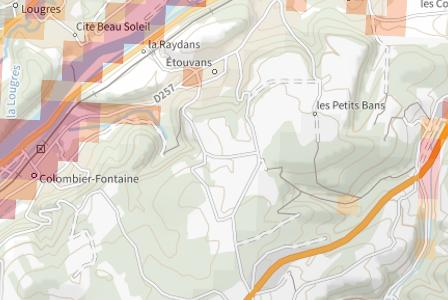 Lougres
les Co
Cité Beau Soleil
la Raydans
Étouvans
la Lougres
D257
les Petits Bans
Colombier-Fontaine